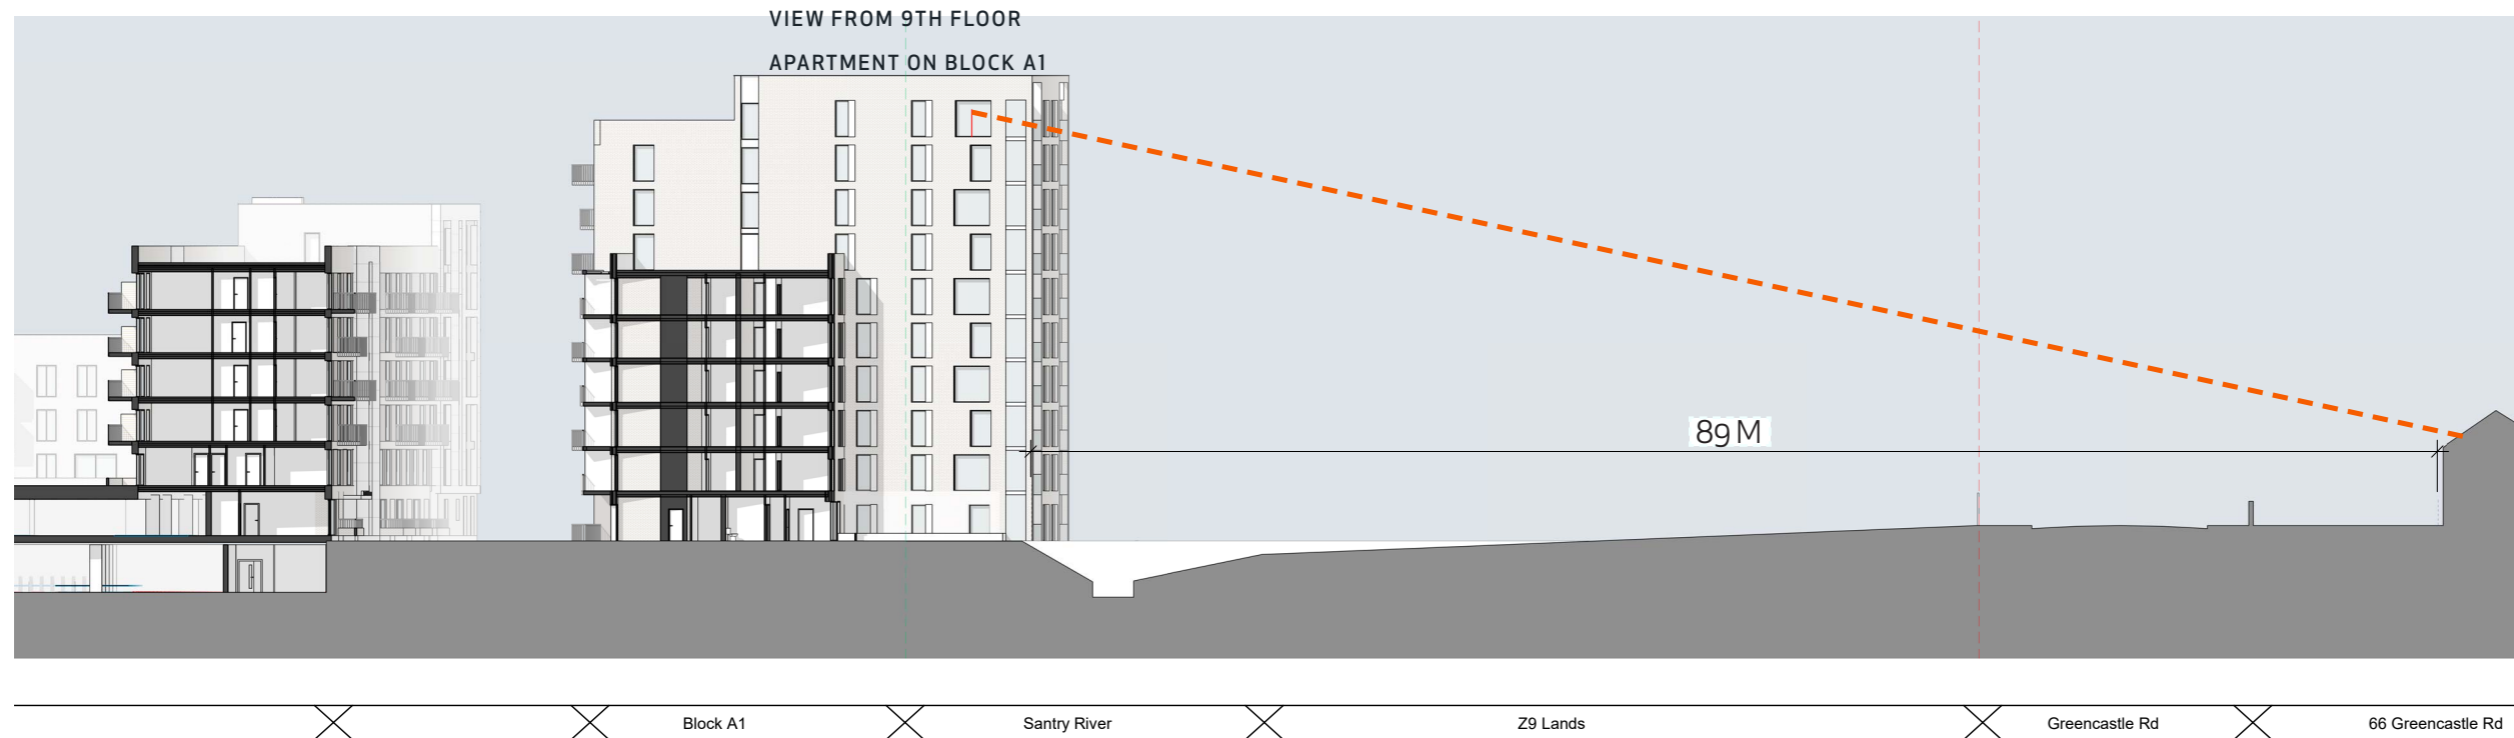 VIEW FROM 9TH FLOOR
APARTMENT ON BLOCK A1
89 M
Block A1
Santry River
Z9 Lands
Greencastle Rd
66 Greencastle Rd